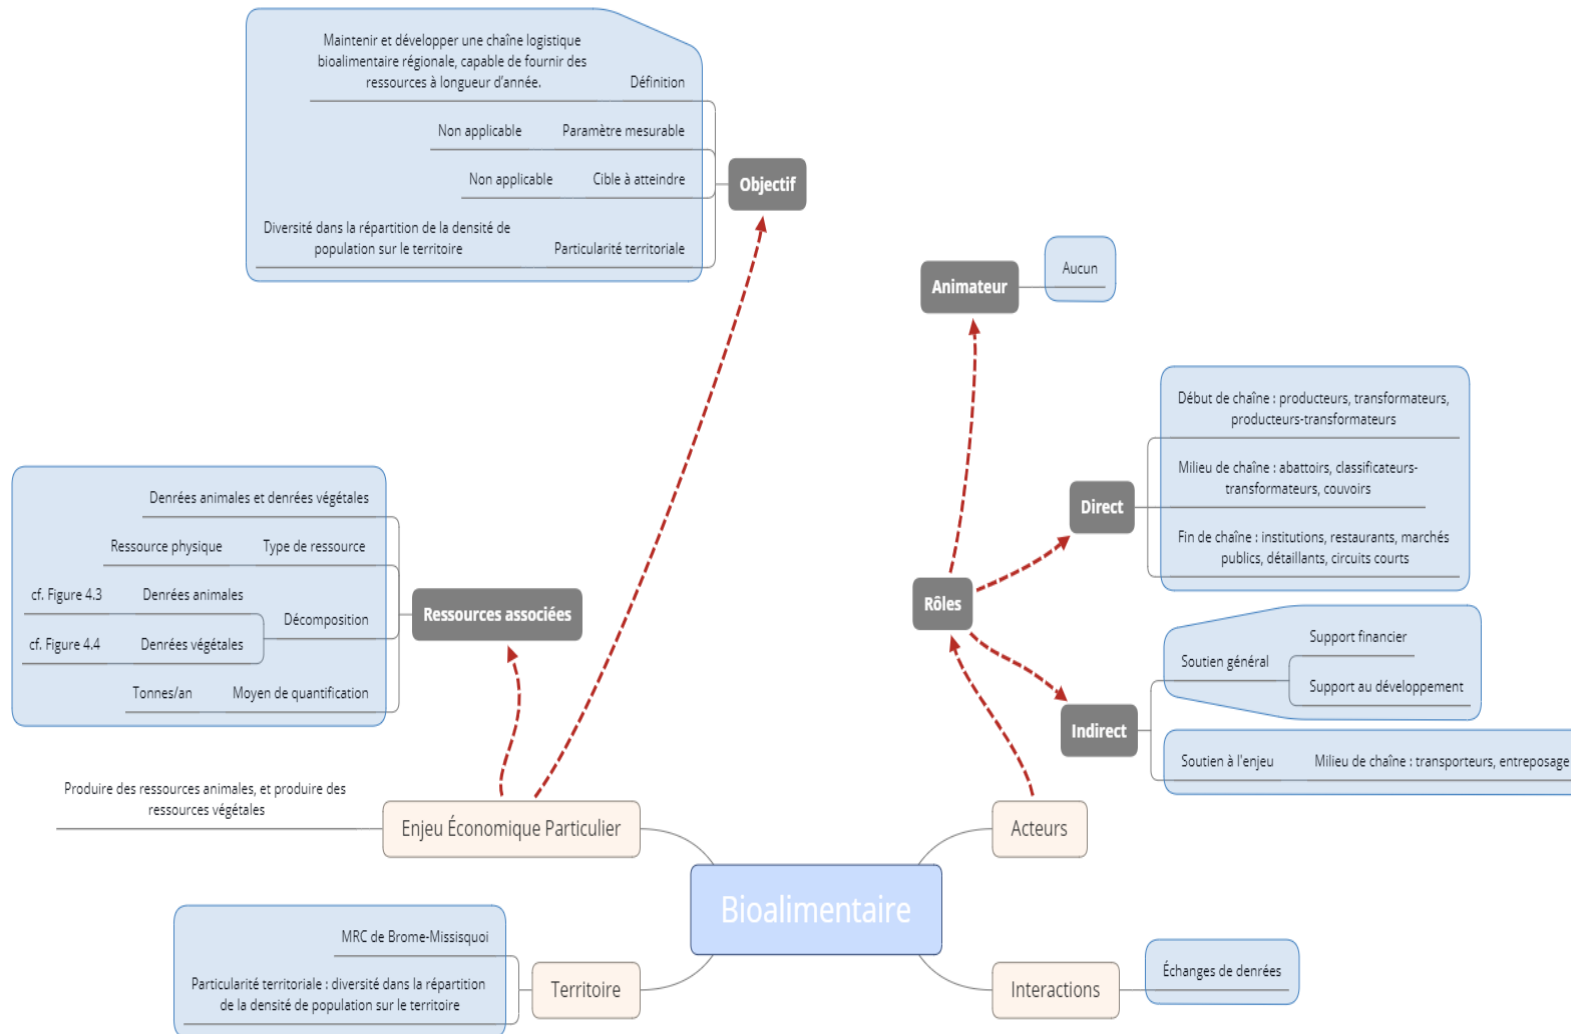 Maintenir et développer une chaîne logistique
bioalimentaire régionale, capable de fournir des
ressources à longueur d'année.
Définition
Non applicable
Paramètre mesurable
Non applicable
Cible à atteindre
Diversité dans la répartition de la densité de
population sur le territoire
Particularité territoriale
Objectif
Denrées animales et denrées végétales
Ressource physique
Type de ressource
cf. Figure 4.3
Denrées animales
cf. Figure 4.4
Denrées végétales
Décomposition
Tonnes/an
Moyen de quantification
Ressources associées
Produire des ressources animales, et produire des
ressources végétales
Enjeu Économique Particulier
MRC de Brome-Missisquoi
Particularité territoriale : diversité dans la répartition
de la densité de population sur le territoire
Territoire
Bioalimentaire
Animateur
Aucun
Début de chaîne : producteurs, transformateurs,
producteurs-transformateurs
Milieu de chaîne : abattoirs, classificateurs-
transformateurs, couvoirs
Fin de chaîne : institutions, restaurants, marchés
publics, détaillants, circuits courts
Direct
Rôles
Indirect
Soutien général
Support financier
Support au développement
Soutien à l'enjeu
Milieu de chaîne : transporteurs, entreposage
Acteurs
Interactions
Échanges de denrées